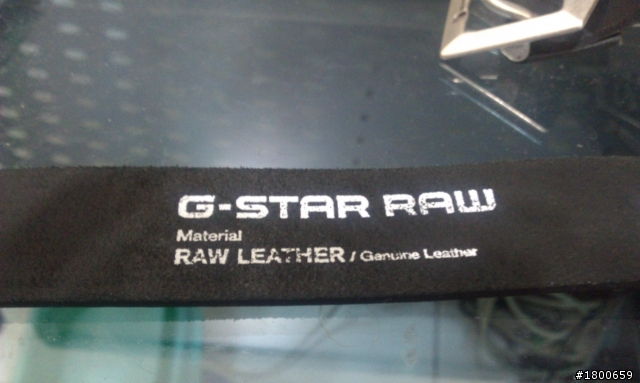 G-STAR RAW
Material
RAW LEATHER / Genuine Leather
#1800659